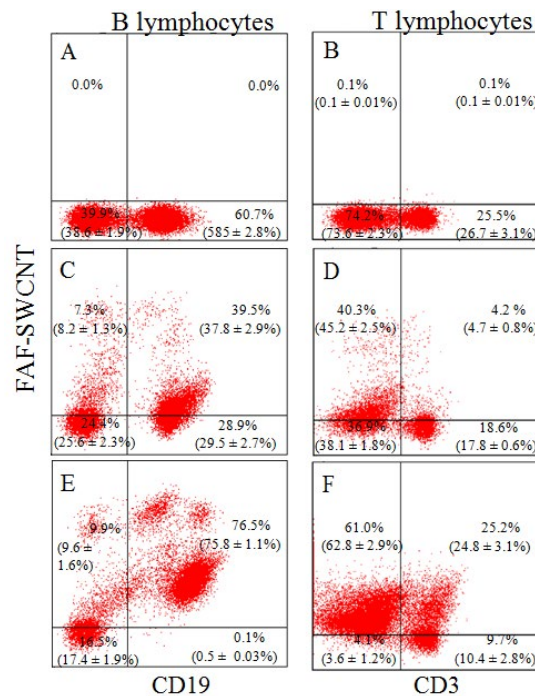 B lymphocytes
T lymphocytes
A
0.0%
0.0%
39.9%
(38.6 ± 1.9%)
60.7%
(585 ± 2.8%)
B
0.1%
(0.1 ± 0.01%)
0.1%
(0.1 ± 0.01%)
74.2%
(73.6 ± 2.3%)
25.5%
(26.7 ± 3.1%)
FAF-SWCNT
C
7.3%
(8.2 ± 1.3%)
39.5%
(37.8 ± 2.9%)
24.4%
(25.6 ± 2.3%)
28.9%
(29.5 ± 2.7%)
D
40.3%
(45.2 ± 2.5%)
4.2 %
(4.7 ± 0.8%)
36.9%
(38.1 ± 1.8%)
18.6%
(17.8 ± 0.6%)
E
9.9%
(9.6 ±
1.6%)
76.5%
(75.8 ± 1.1%)
16.5%
(17.4 ± 1.9%)
0.1%
(0.5 ± 0.03%)
F
61.0%
(62.8 ± 2.9%)
25.2%
(24.8 ± 3.1%)
4.1%
(3.6 ± 1.2%)
9.7%
(10.4 ± 2.8%)
CD19
CD3